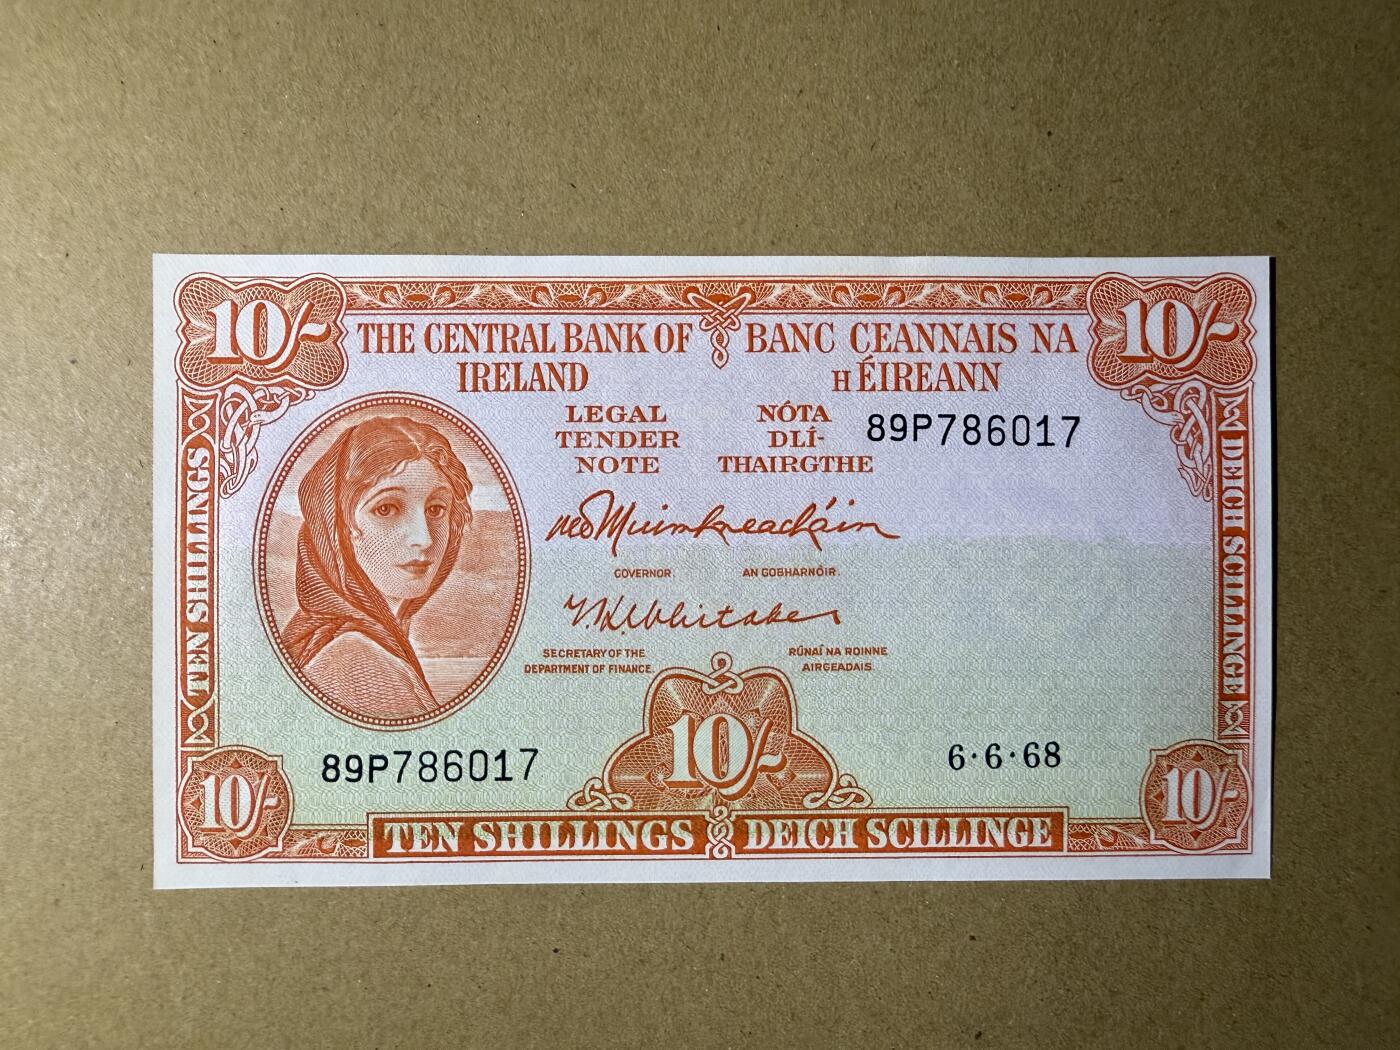 10/-
10/-
THE CENTRAL BANK OF
IRELAND
BANC CEANNAIS NA
H ÉIREANN
LEGAL
TENDER
NOTE
NÓTA
DLÍ-
THAIRGTHE
89P786017
TEN SHILLINGS
DEICH SCILLINGE
GOVERNOR.
AN GOBHARNÓIR.
T.K.Whitaker
SECRETARY OF THE
DEPARTMENT OF FINANCE.
RÚNAÍ NA ROINNE
AIRGEADAIS.
89P786017
10/-
6·6·68
10/-
10/-
TEN SHILLINGS
DEICH SCILLINGE